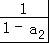 1
1 - a₂